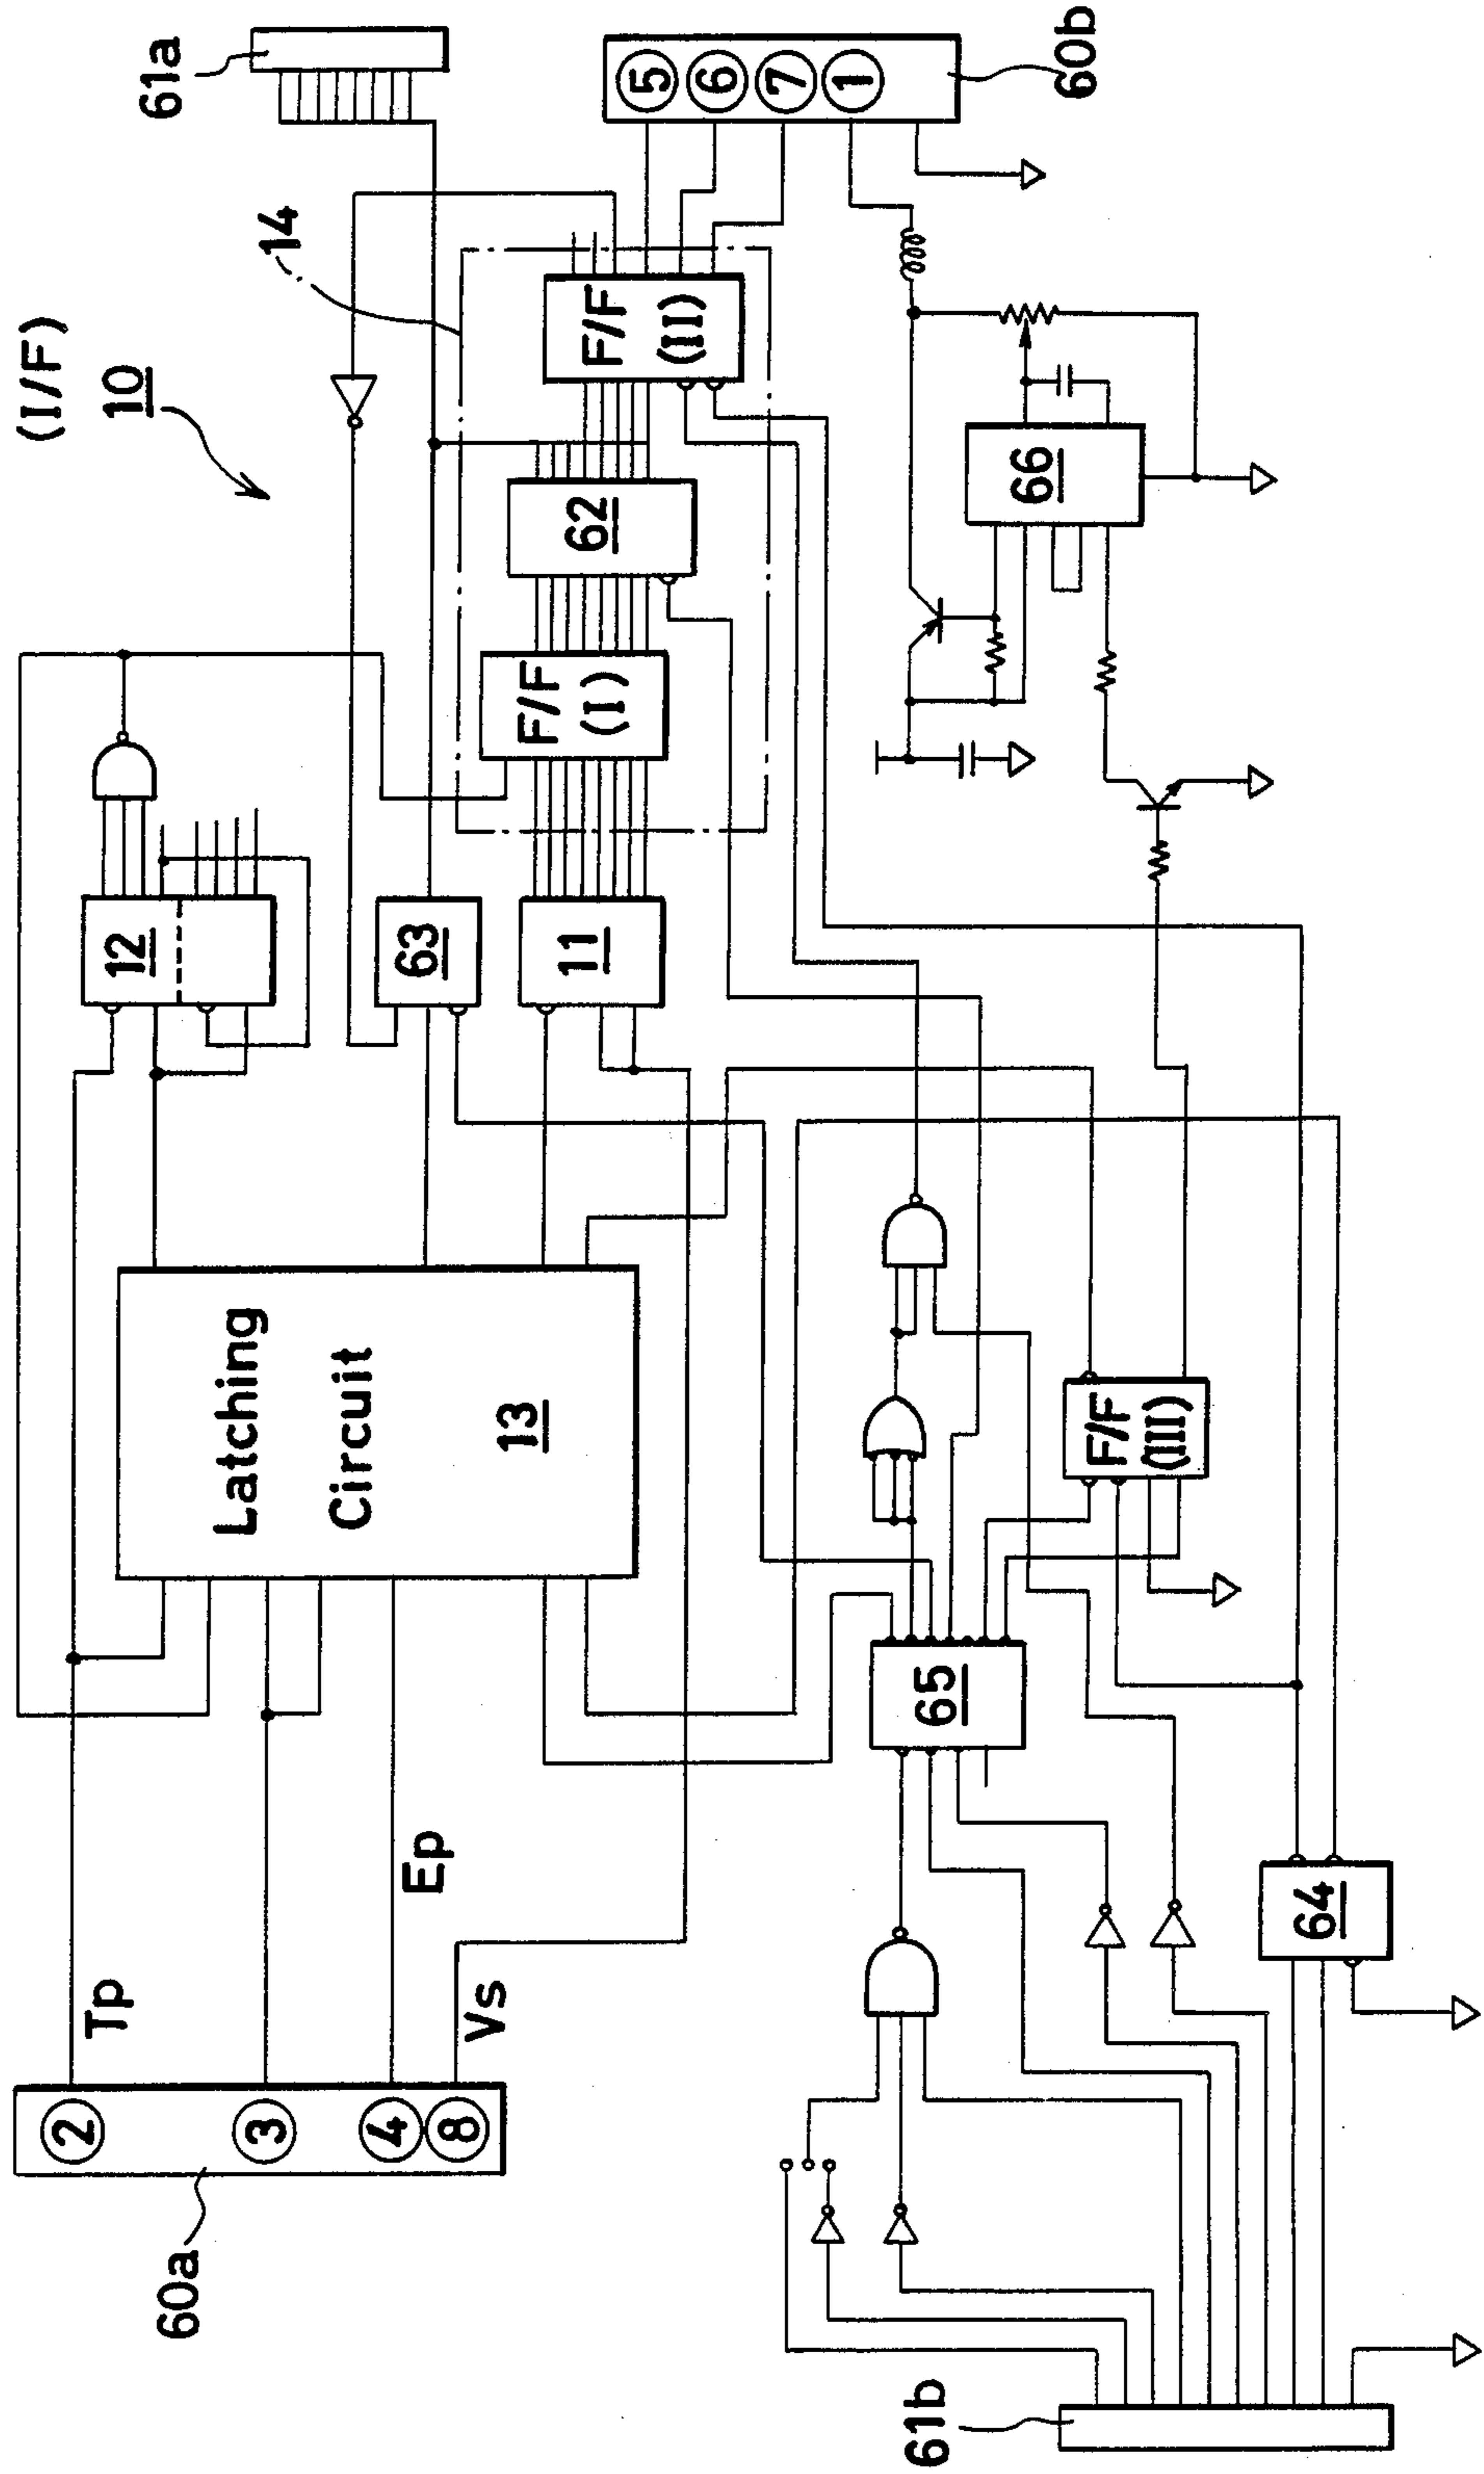 (I/F)
10
61a
14
12
63
11
F/F
(I)
62
F/F
(II)
5
6
7
1
60b
66
Latching
Circuit
13
2
3
4
8
Tp
Ep
Vs
60a
65
F/F
(III)
64
61b